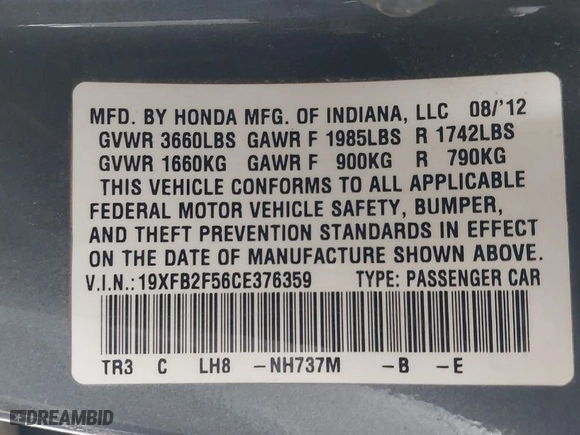 MFD. BY HONDA MFG. OF INDIANA, LLC 08/'12
GVWR 3660LBS GAWR F 1985LBS R 1742LBS
GVWR 1660KG GAWR F 900KG R 790KG
THIS VEHICLE CONFORMS TO ALL APPLICABLE
FEDERAL MOTOR VEHICLE SAFETY, BUMPER,
AND THEFT PREVENTION STANDARDS IN EFFECT
ON THE DATE OF MANUFACTURE SHOWN ABOVE.
V.I.N.:19XFB2F56CE376359 TYPE: PASSENGER CAR
TR3 C LH8 -NH737M -B -E
DREAMBID